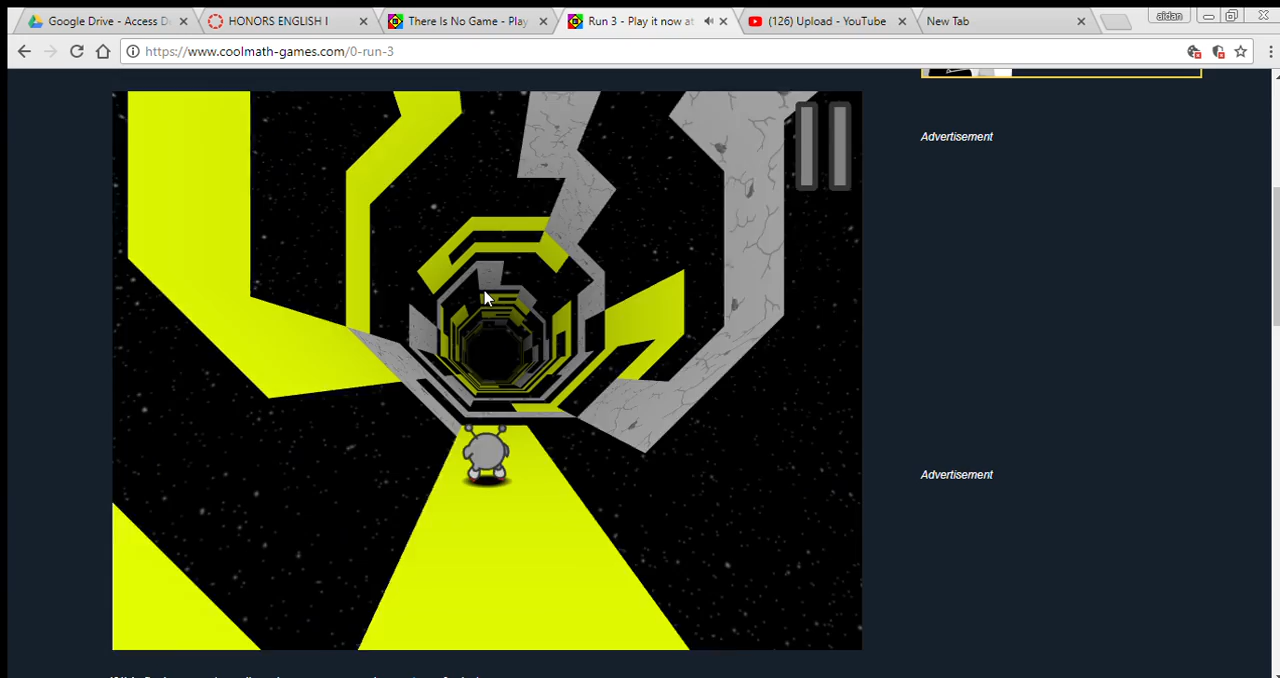 Google Drive - Access D
HONORS ENGLISH I
There Is No Game - Play
Run 3 - Play it now at
(126) Upload - YouTube
New Tab
aidan
https://www.coolmath-games.com/0-run-3
Advertisement
Advertisement